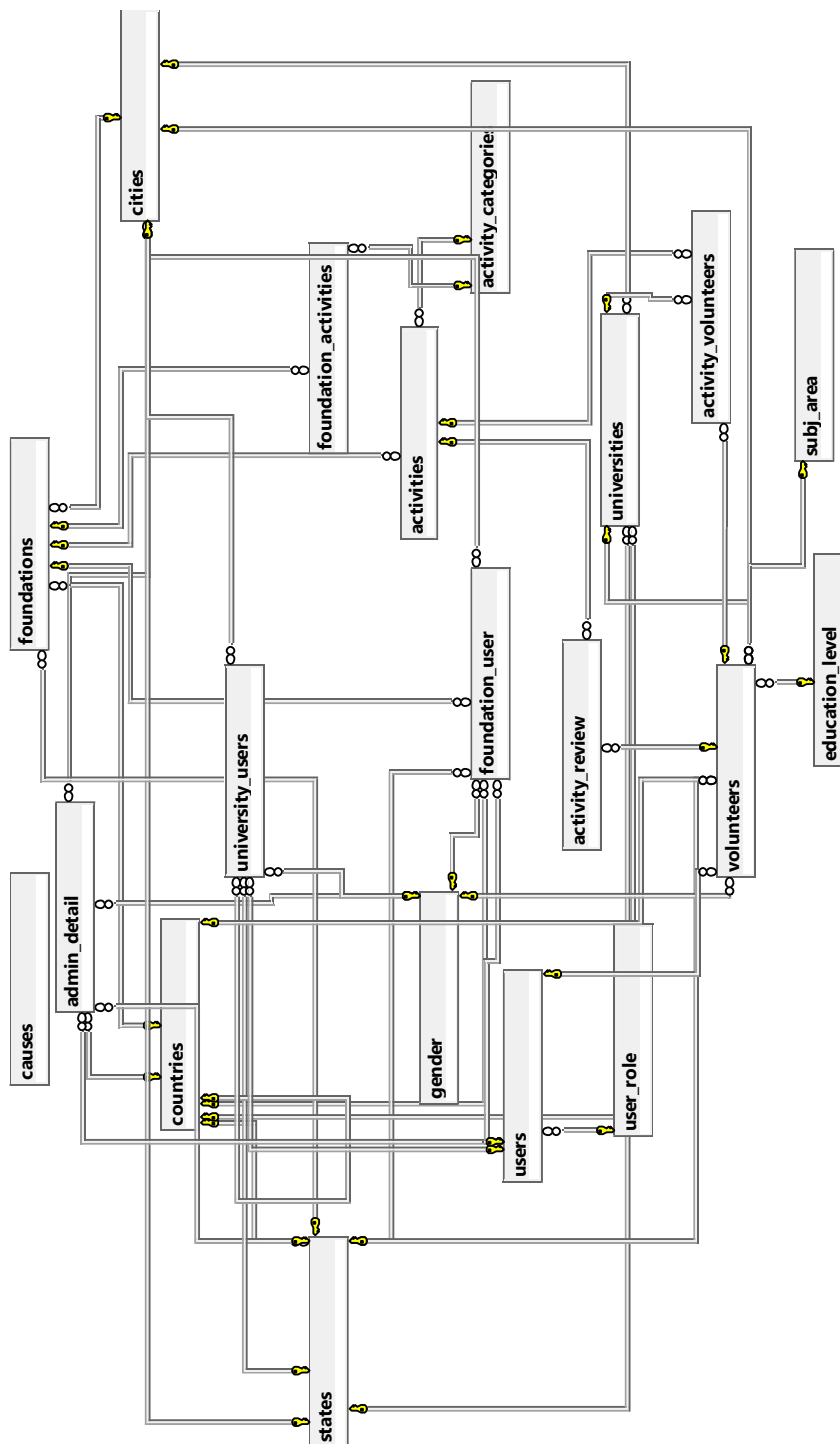 causes
foundations
admin_detail
cities
countries
university_users
states
foundation_activities
activities
gender
foundation_user
activity_categories
users
activity_review
universities
user_role
activity_volunteers
volunteers
subj_area
education_level